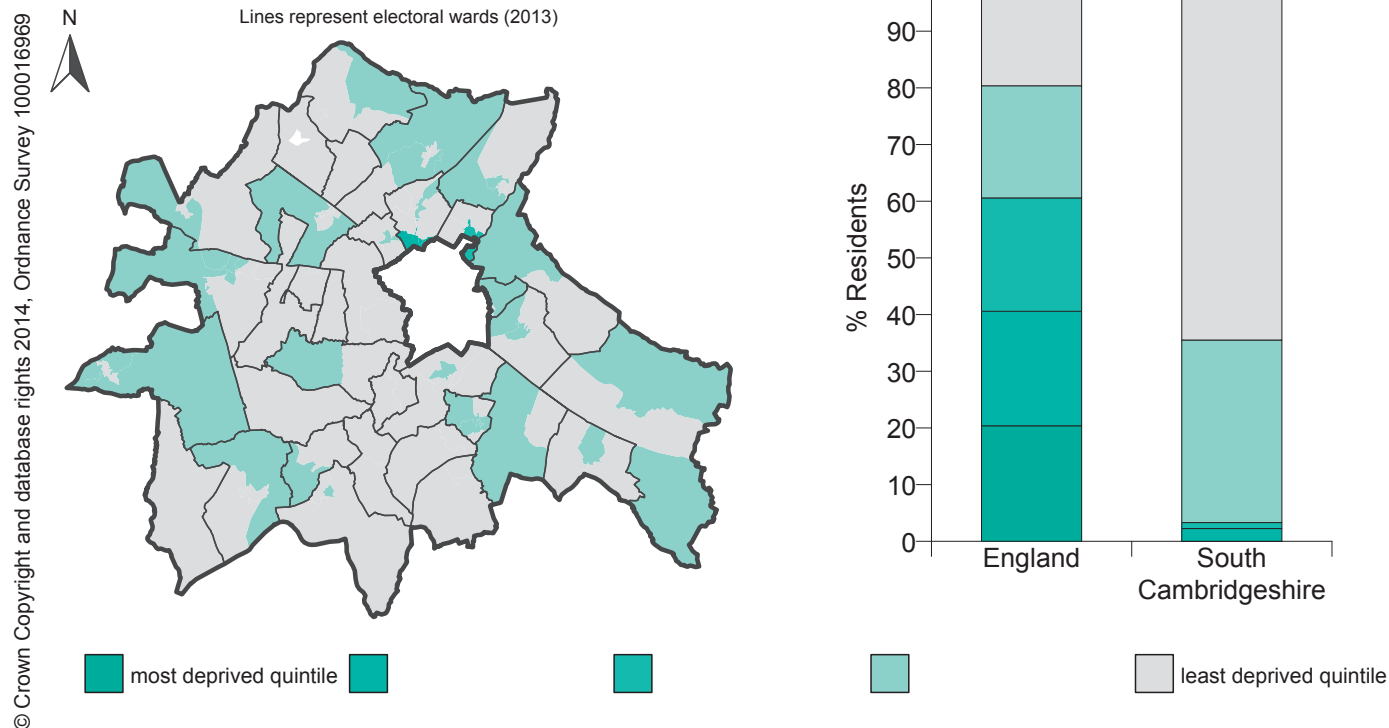 © Crown Copyright and database rights 2014, Ordnance Survey 100016969
N
Lines represent electoral wards (2013)
% Residents
90
80
70
60
50
40
30
20
10
0
England
South
Cambridgeshire
most deprived quintile
least deprived quintile